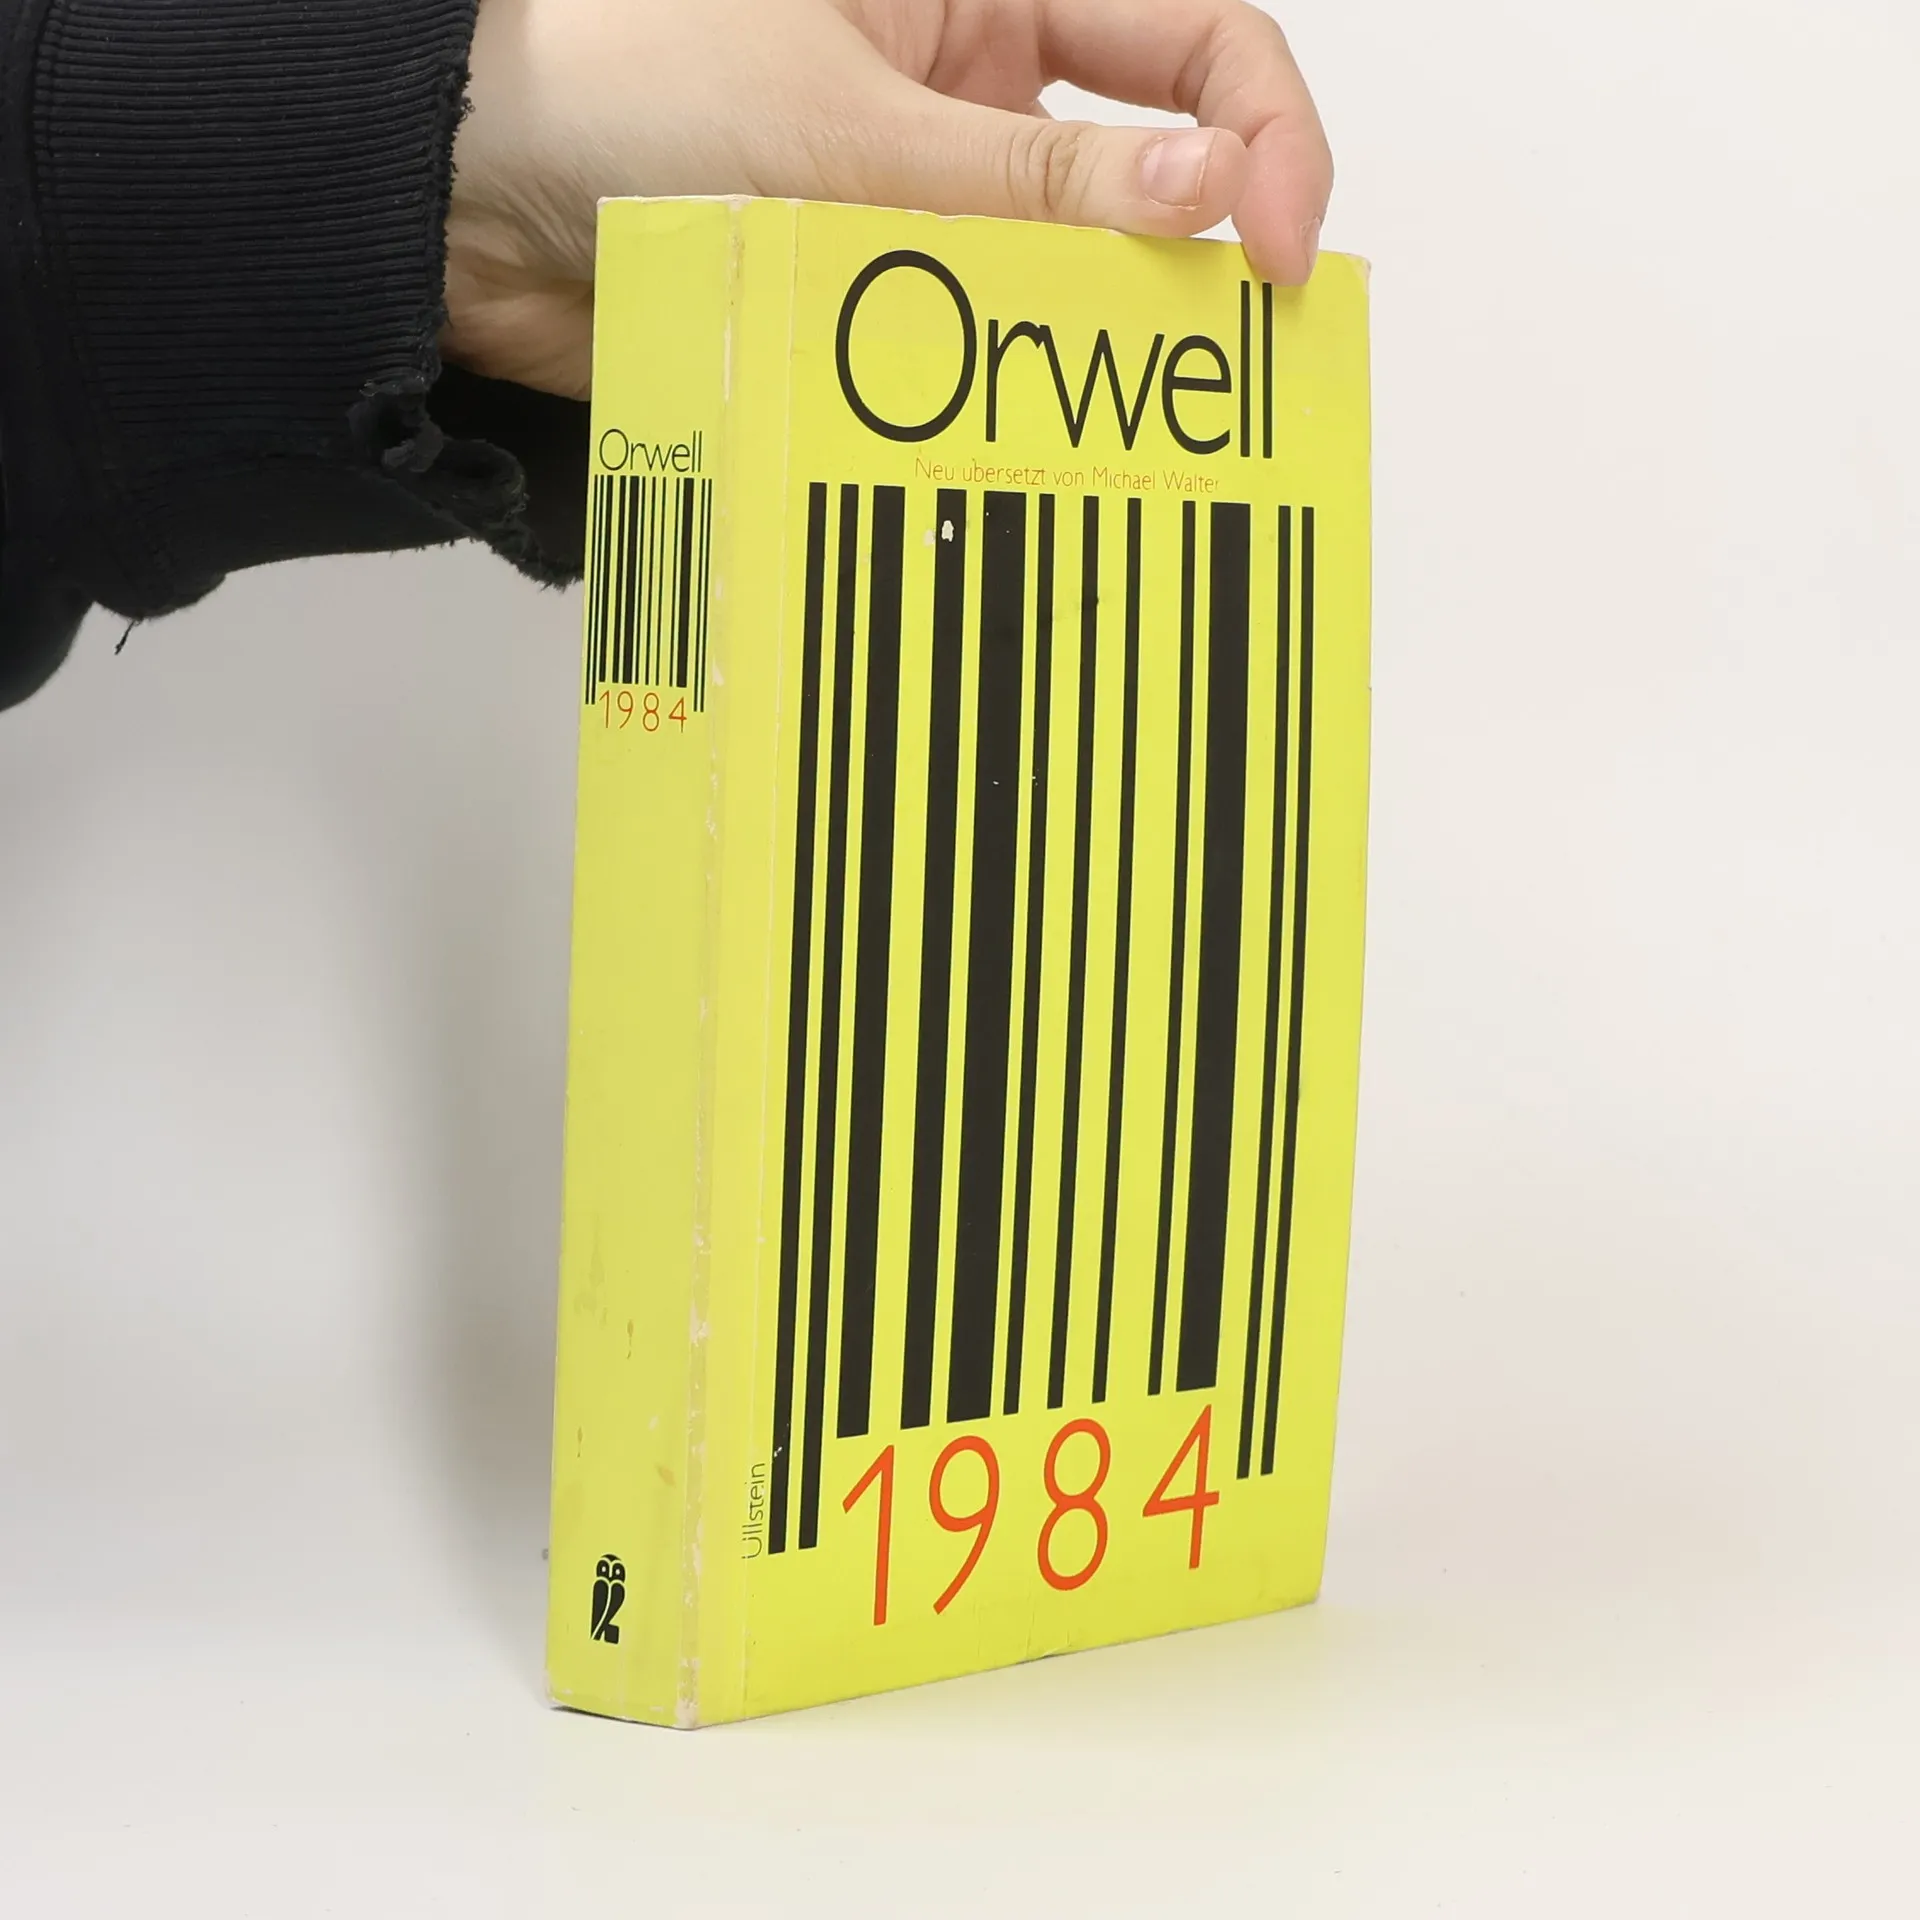 Orwell
1984
Orwell
Neu übersetzt von Michael Walter
1984
Ullstein